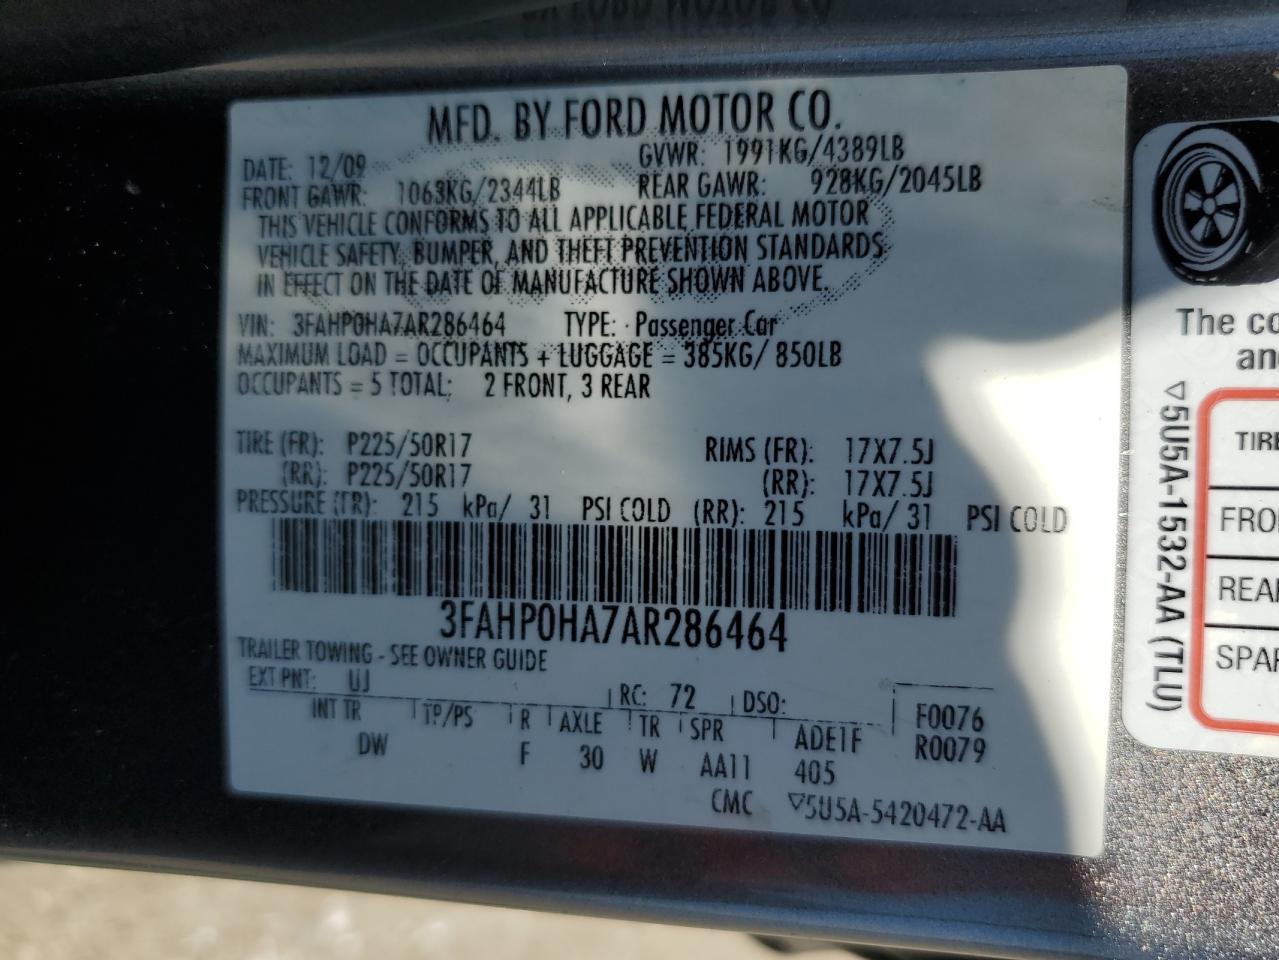 MFD. BY FORD MOTOR CO.
DATE: 12/09 GVWR: 1991KG/4389LB
FRONT GAWR: 1063KG/2344LB REAR GAWR: 928KG/2045LB
THIS VEHICLE CONFORMS TO ALL APPLICABLE FEDERAL MOTOR
VEHICLE SAFETY, BUMPER, AND THEFT PREVENTION STANDARDS
IN EFFECT ON THE DATE OF MANUFACTURE SHOWN ABOVE.
VIN: 3FAHP0HA7AR286464 TYPE: Passenger Car
MAXIMUM LOAD = OCCUPANTS + LUGGAGE = 385KG/ 850LB
OCCUPANTS = 5 TOTAL: 2 FRONT, 3 REAR
TIRE (FR): P225/50R17 RIMS (FR): 17X7.5J
(RR): P225/50R17 (RR): 17X7.5J
PRESSURE (FR): 215 kPa/ 31 PSI COLD (RR): 215 kPa/ 31 PSI COLD
3FAHP0HA7AR286464
TRAILER TOWING - SEE OWNER GUIDE
EXT PNT: UJ RC: 72 DSO: F0076
INT TR TP/PS R AXLE TR SPR ADE1F R0079
DW F 30 W AA11 405
CMC ▽5U5A-5420472-AA
The co
an
▽5U5A-1532-AA (TLU)
TIRE
FRO
REAR
SPAR